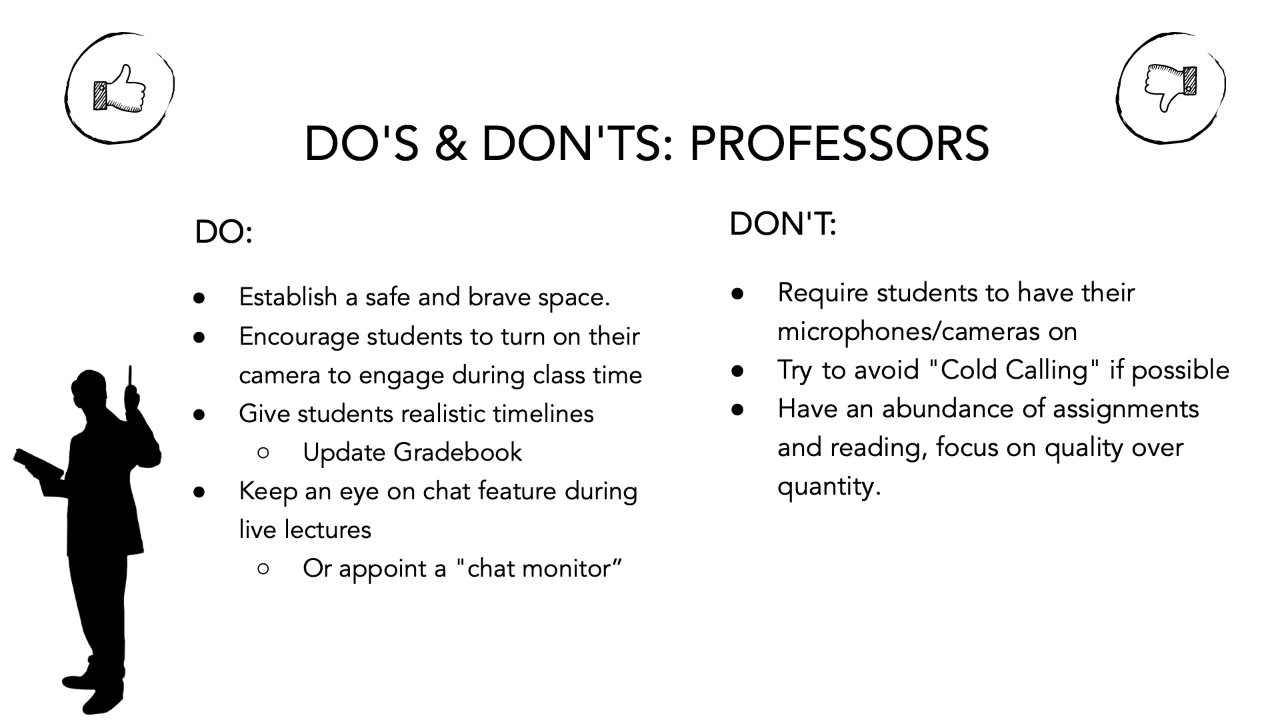 DO'S & DON'TS: PROFESSORS
DO:
● Establish a safe and brave space.
● Encourage students to turn on their
camera to engage during class time
● Give students realistic timelines
○ Update Gradebook
● Keep an eye on chat feature during
live lectures
○ Or appoint a "chat monitor”
DON'T:
● Require students to have their
microphones/cameras on
● Try to avoid "Cold Calling" if possible
● Have an abundance of assignments
and reading, focus on quality over
quantity.